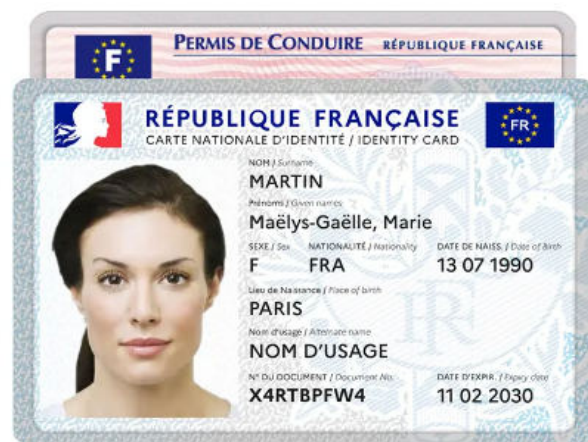 PERMIS DE CONDUIRE RÉPUBLIQUE FRANÇAISE
F
RÉPUBLIQUE FRANÇAISE
FR
CARTE NATIONALE D'IDENTITÉ / IDENTITY CARD
NOM / Surname
MARTIN
Prénoms / Given names
Maëlys-Gaëlle, Marie
SEXE / Sex NATIONALITÉ / Nationality DATE DE NAISS. / Date of Birth
F FRA 13 07 1990
Lieu de Naissance / Place of birth
PARIS
Nom d'usage / Alternate name
NOM D'USAGE
N° DU DOCUMENT / Document No. DATE D'EXPIR. / Expiry date
X4RTBPFW4 11 02 2030